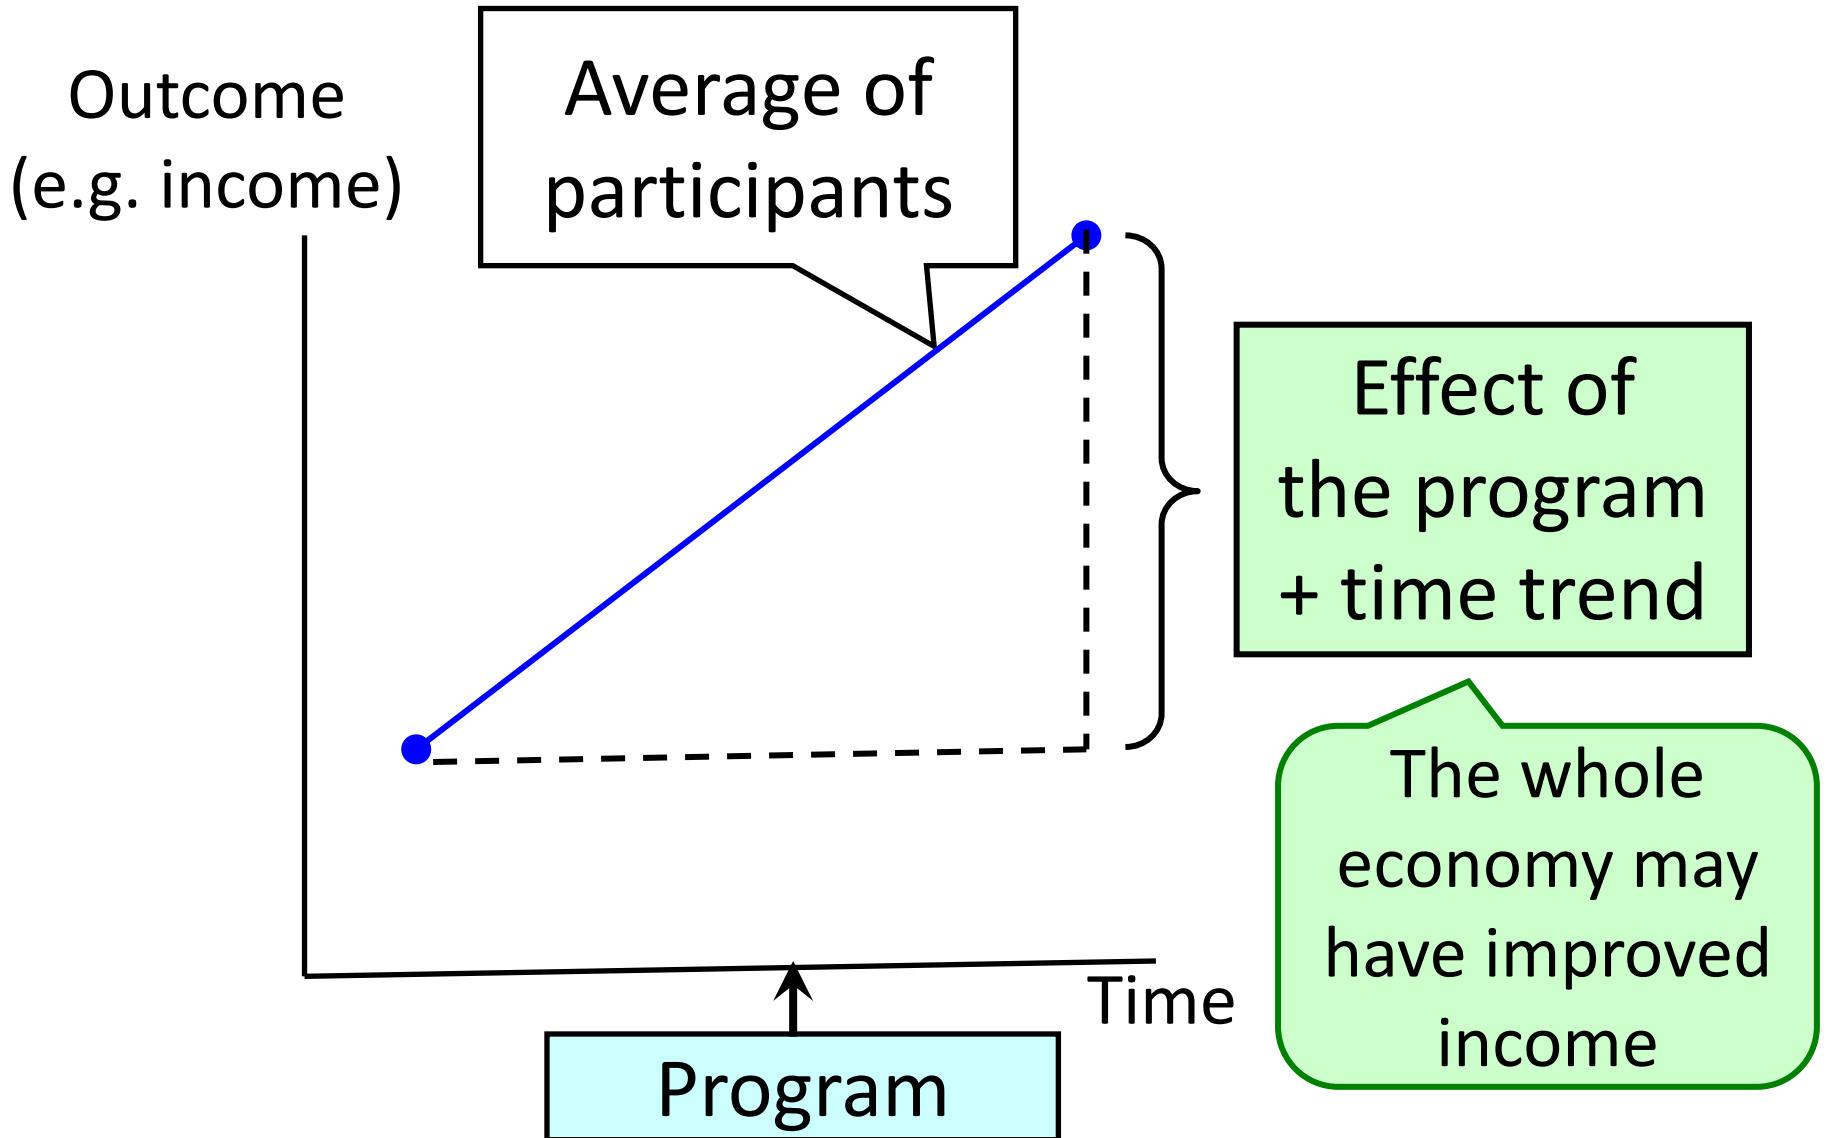 Outcome
(e.g. income)
Average of
participants
Effect of
the program
+ time trend
The whole
economy may
have improved
income
Time
Program